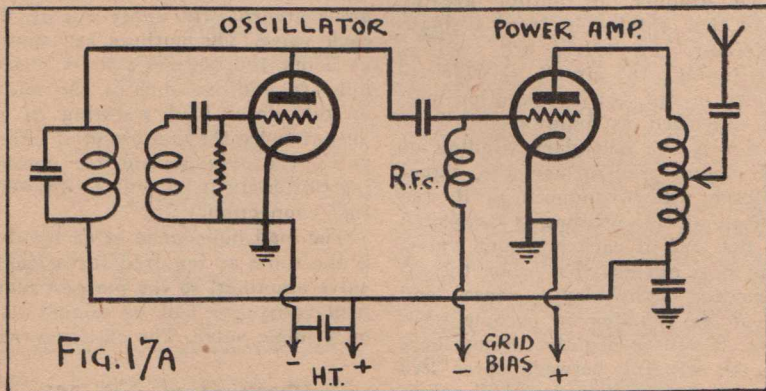 OSCILLATOR
POWER AMP.
R.F.C.
FIG. 17A
- +
H.T.
- GRID BIAS +